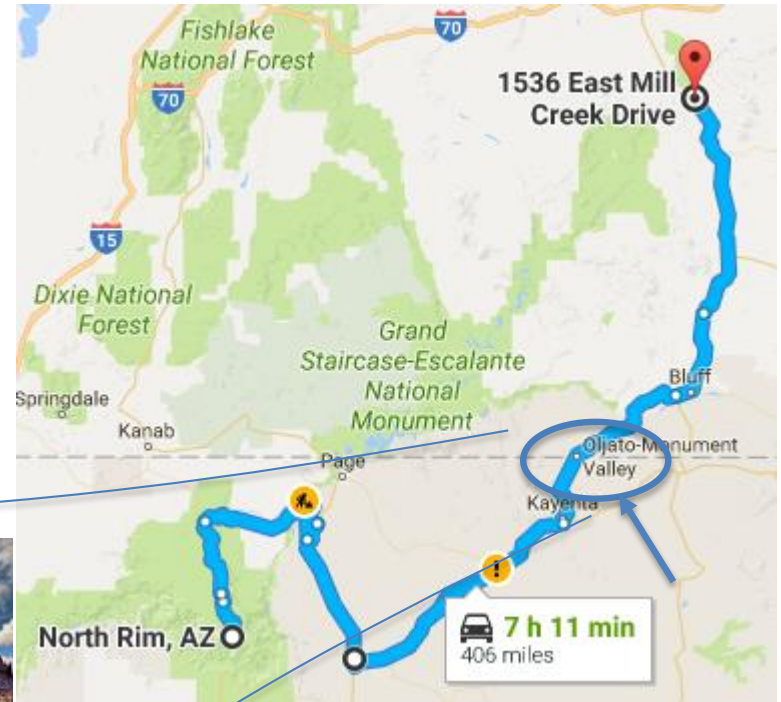 Fishlake
National Forest
70
70
1536 East Mill
Creek Drive
15
Dixie National
Forest
Grand
Staircase-Escalante
National
Monument
Springdale
Kanab
Bluff
Page
Oljato-Monument
Valley
Kayenta
!
North Rim, AZ
7 h 11 min
406 miles